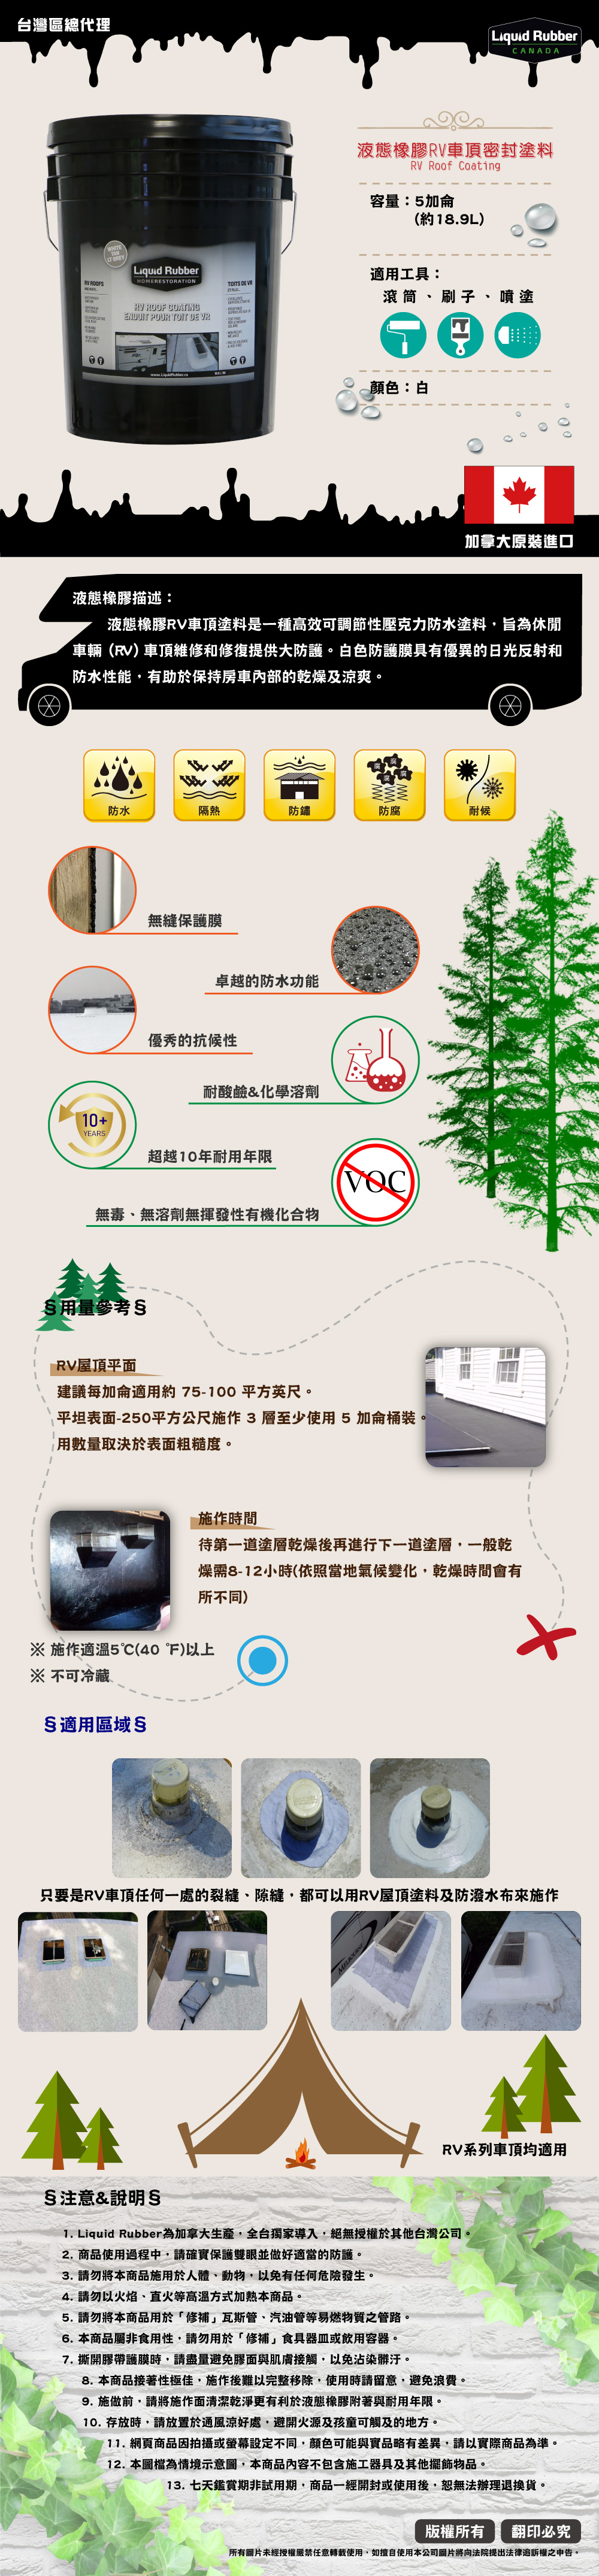 台灣區總代理
Liquid Rubber
CANADA
液態橡膠RV車頂密封塗料
RV Roof Coating
容量：5加侖
(約18.9L)
適用工具：
滾筒、刷子、噴塗
顏色：白
Liquid Rubber
HOMERESTORATION
RV ROOFS
TOITS DE VR
RV ROOF COATING
ENDUIT POUR TOIT DE VR
加拿大原裝進口
液態橡膠描述：
液態橡膠RV車頂塗料是一種高效可調節性壓克力防水塗料，旨為休閒
車輛（RV）車頂維修和修復提供大防護。白色防護膜具有優異的日光反射和
防水性能，有助於保持房車內部的乾燥及涼爽。
防水
隔熱
防鏽
防腐
耐候
無縫保護膜
卓越的防水功能
優秀的抗候性
耐酸鹼&化學溶劑
10+
YEARS
超越10年耐用年限
VOC
無毒、無溶劑無揮發性有機化合物
§用量參考§
RV屋頂平面
建議每加侖適用約 75-100 平方英尺。
平坦表面-250平方公尺施作 3 層至少使用 5 加侖桶裝。
用數量取決於表面粗糙度。
施作時間
待第一道塗層乾燥後再進行下一道塗層，一般乾
燥需8-12小時(依照當地氣候變化，乾燥時間會有
所不同)
※ 施作適溫5℃(40 ℉)以上
※ 不可冷藏
§適用區域§
只要是RV車頂任何一處的裂縫、隙縫，都可以用RV屋頂塗料及防潑水布來施作
RV系列車頂均適用
§注意&說明§
1. Liquid Rubber為加拿大生產，全台獨家導入，絕無授權於其他台灣公司。
2. 商品使用過程中，請確實保護雙眼並做好適當的防護。
3. 請勿將本商品施用於人體、動物，以免有任何危險發生。
4. 請勿以火焰、直火等高溫方式加熱本商品。
5. 請勿將本商品用於「修補」瓦斯管、汽油管等易燃物質之管路。
6. 本商品屬非食用性，請勿用於「修補」食具器皿或飲用容器。
7. 撕開膠帶護膜時，請盡量避免膠面與肌膚接觸，以免沾染髒汙。
8. 本商品接著性極佳，施作後難以完整移除，使用時請留意，避免浪費。
9. 施做前，請將施作面清潔乾淨更有利於液態橡膠附著與耐用年限。
10. 存放時，請放置於通風涼好處，避開火源及孩童可觸及的地方。
11. 網頁商品因拍攝或螢幕設定不同，顏色可能與實品略有差異，請以實際商品為準。
12. 本圖檔為情境示意圖，本商品內容不包含施工器具及其他擺飾物品。
13. 七天鑑賞期非試用期，商品一經開封或使用後，恕無法辦理退換貨。
版權所有
翻印必究
所有圖片未經授權嚴禁任意轉載使用，如擅自使用本公司圖片將向法院提出法律追訴權之申告。